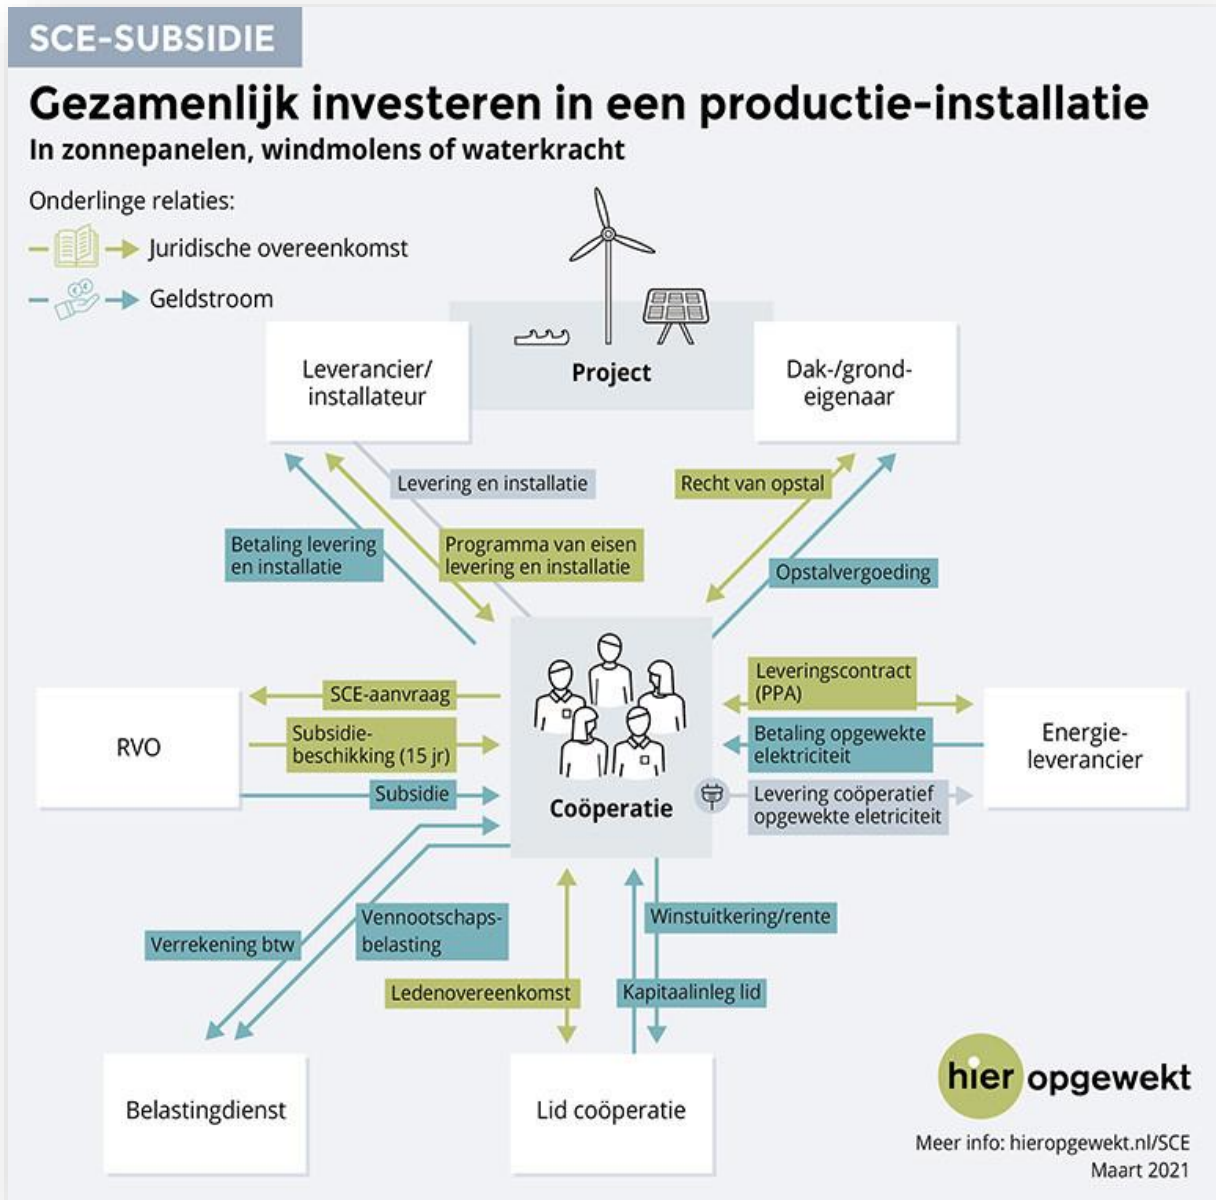 SCE-SUBSIDIE
Gezamenlijk investeren in een productie-installatie
In zonnepanelen, windmolens of waterkracht
Onderlinge relaties:
Juridische overeenkomst
Geldstroom
Leverancier/
installateur
Project
Dak-/grond-
eigenaar
Levering en installatie
Recht van opstal
Betaling levering
en installatie
Programma van eisen
levering en installatie
Opstalvergoeding
SCE-aanvraag
Leveringscontract
(PPA)
RVO
Subsidie-
beschikking (15 jr)
Betaling opgewekte
elektriciteit
Energie-
leverancier
Subsidie
Coöperatie
Levering coöperatief
opgewekte eletriciteit
Verrekening btw
Vennootschaps-
belasting
Winstuitkering/rente
Ledenovereenkomst
Kapitaalinleg lid
Belastingdienst
Lid coöperatie
hier opgewekt
Meer info: hieropgewekt.nl/SCE
Maart 2021